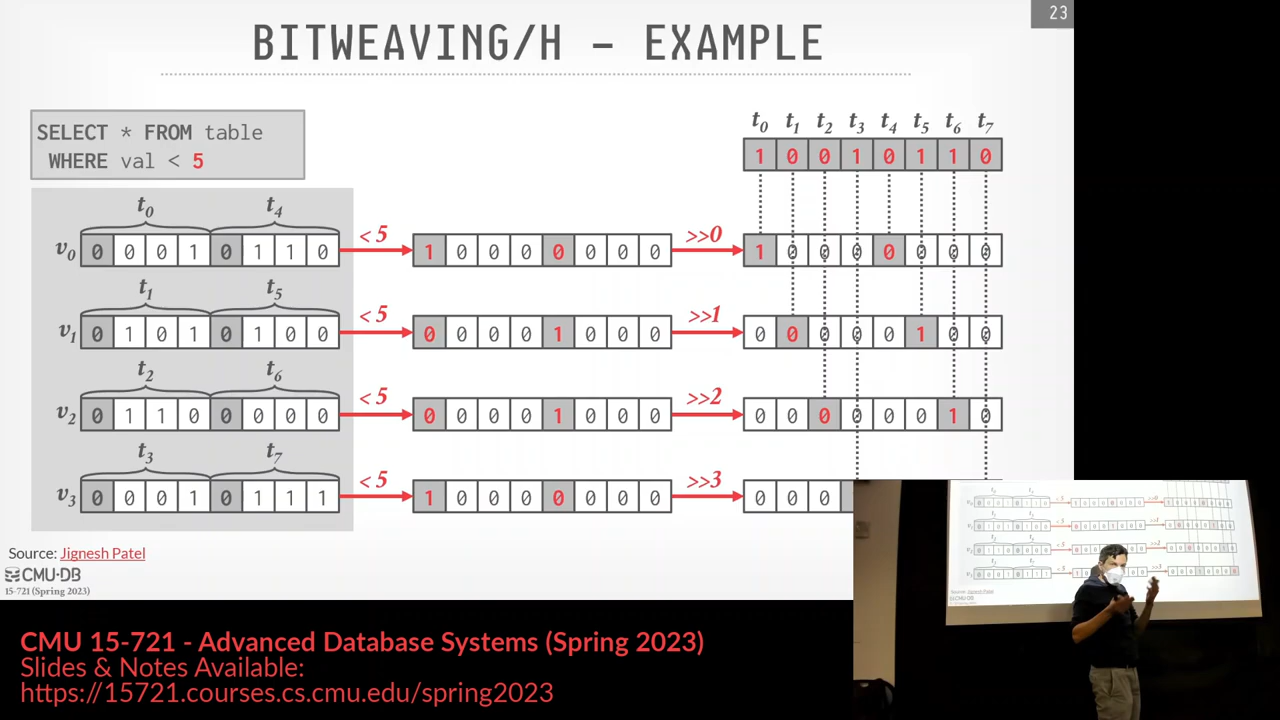 23
BITWEAVING/H – EXAMPLE
SELECT * FROM table
WHERE val < 5
t0 t1 t2 t3 t4 t5 t6 t7
1 0 0 1 0 1 1 0
t0 t4
v0 0 0 0 1 0 1 1 0 < 5 1 0 0 0 0 0 0 0 >>0 1 0 0 0 0 0 0 0
t1 t5
v1 0 1 0 1 0 1 0 0 < 5 0 0 0 0 1 0 0 0 >>1 0 0 0 0 0 1 0 0
t2 t6
v2 0 1 1 0 0 0 0 0 < 5 0 0 0 0 1 0 0 0 >>2 0 0 0 0 0 0 1 0
t3 t7
v3 0 0 0 1 0 1 1 1 < 5 1 0 0 0 0 0 0 0 >>3 0 0 0
Source: Jignesh Patel
CMU·DB
15-721 (Spring 2023)
CMU 15-721 - Advanced Database Systems (Spring 2023)
Slides & Notes Available:
https://15721.courses.cs.cmu.edu/spring2023